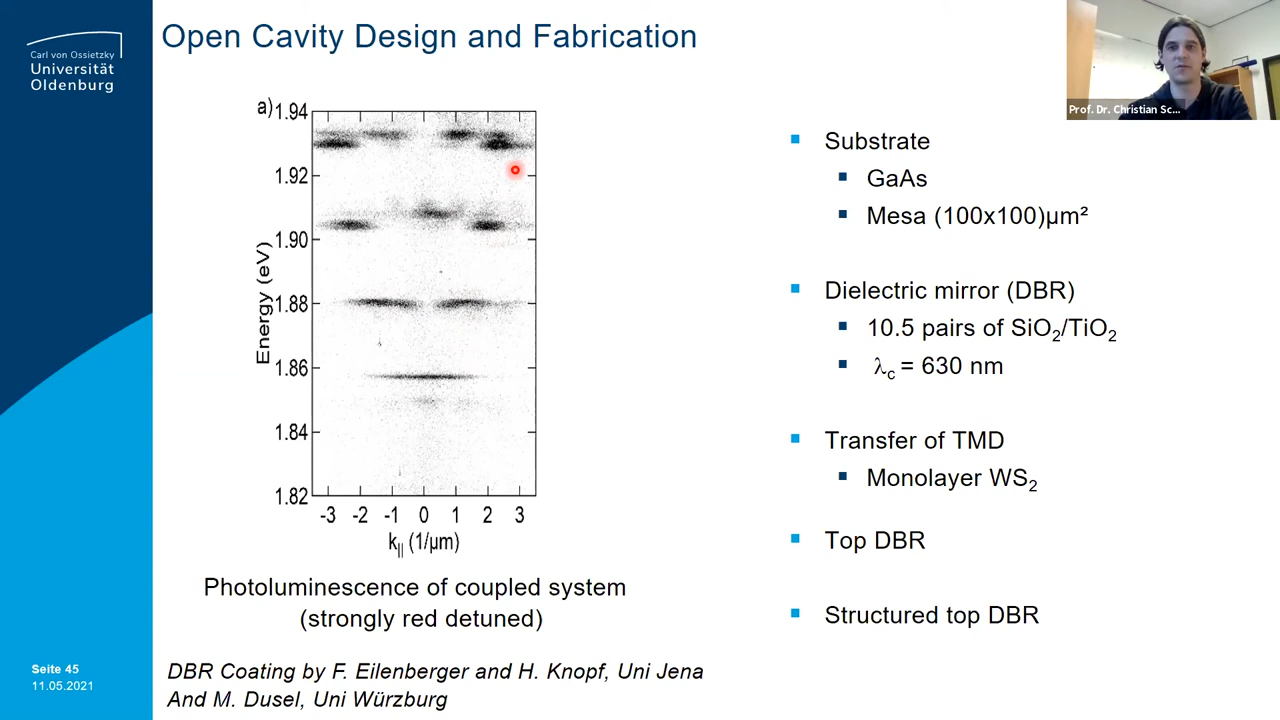 Carl von Ossietzky
Universität
Oldenburg
Open Cavity Design and Fabrication
Prof. Dr. Christian Sc...
a)
1.94
1.92
1.90
1.88
1.86
1.84
1.82
Energy (eV)
-3 -2 -1 0 1 2 3
k|| (1/µm)
Photoluminescence of coupled system
(strongly red detuned)
DBR Coating by F. Eilenberger and H. Knopf, Uni Jena
And M. Dusel, Uni Würzburg
Substrate
GaAs
Mesa (100x100)µm²
Dielectric mirror (DBR)
10.5 pairs of SiO₂/TiO₂
λc = 630 nm
Transfer of TMD
Monolayer WS₂
Top DBR
Structured top DBR
Seite 45
11.05.2021